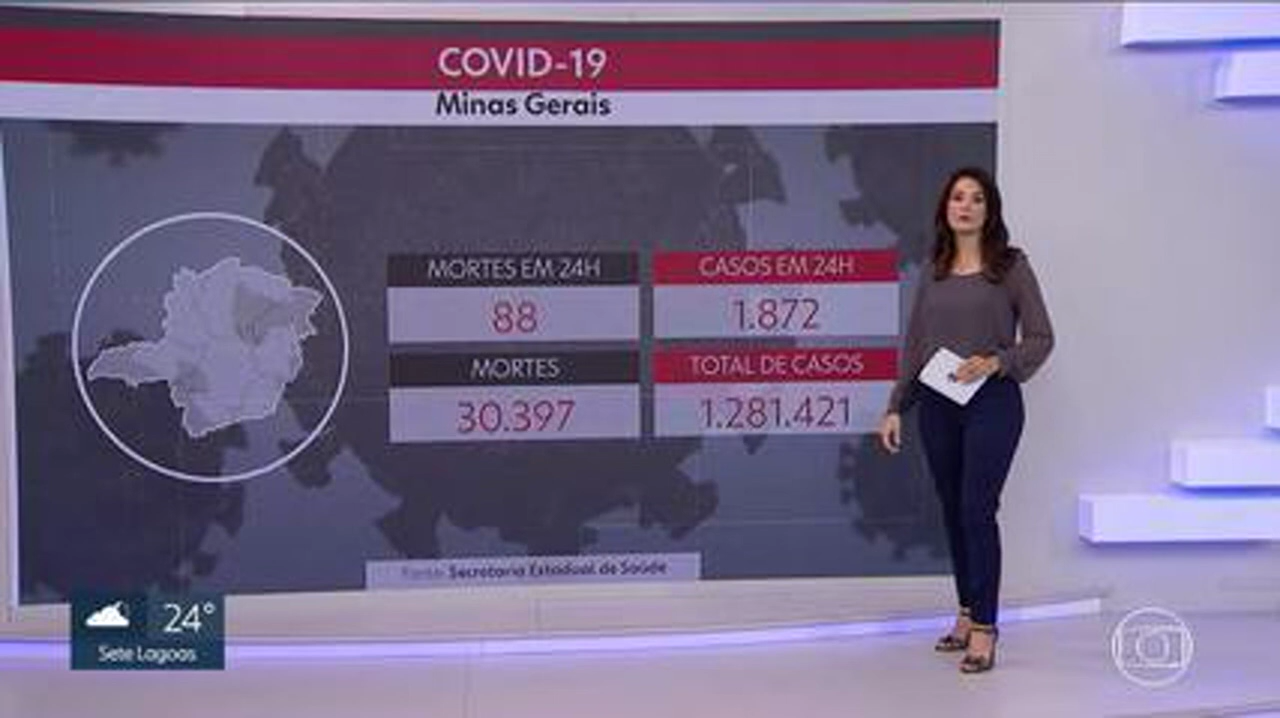 COVID-19
Minas Gerais
MORTES EM 24H
88
CASOS EM 24H
1.872
MORTES
30.397
TOTAL DE CASOS
1.281.421
Fonte: Secretaria Estadual de Saúde
24°
Sete Lagoas